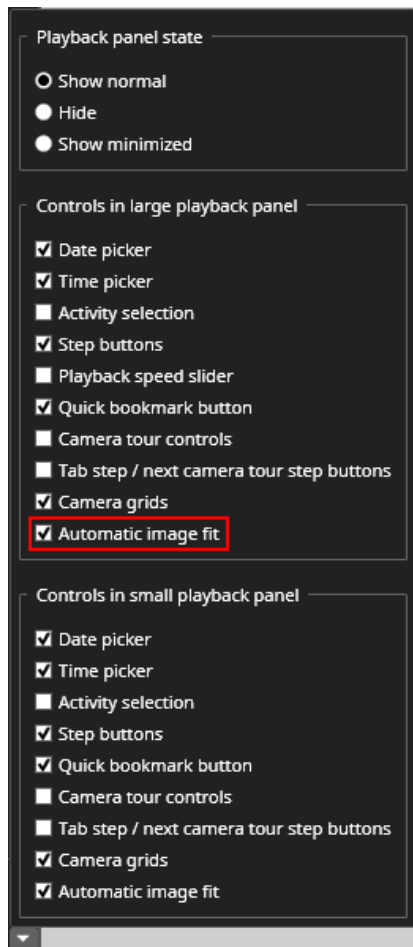 Playback panel state
Show normal
Hide
Show minimized
Controls in large playback panel
Date picker
Time picker
Activity selection
Step buttons
Playback speed slider
Quick bookmark button
Camera tour controls
Tab step / next camera tour step buttons
Camera grids
Automatic image fit
Controls in small playback panel
Date picker
Time picker
Activity selection
Step buttons
Quick bookmark button
Camera tour controls
Tab step / next camera tour step buttons
Camera grids
Automatic image fit